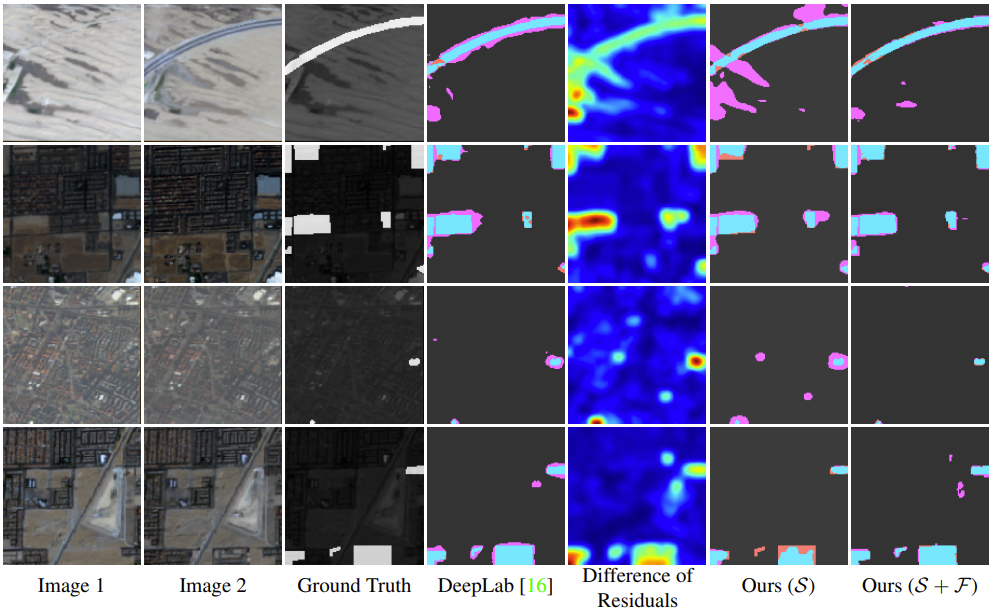 Image 1
Image 2
Ground Truth
DeepLab [16]
Difference of
Residuals
Ours (𝒮)
Ours (𝒮 + ℱ)